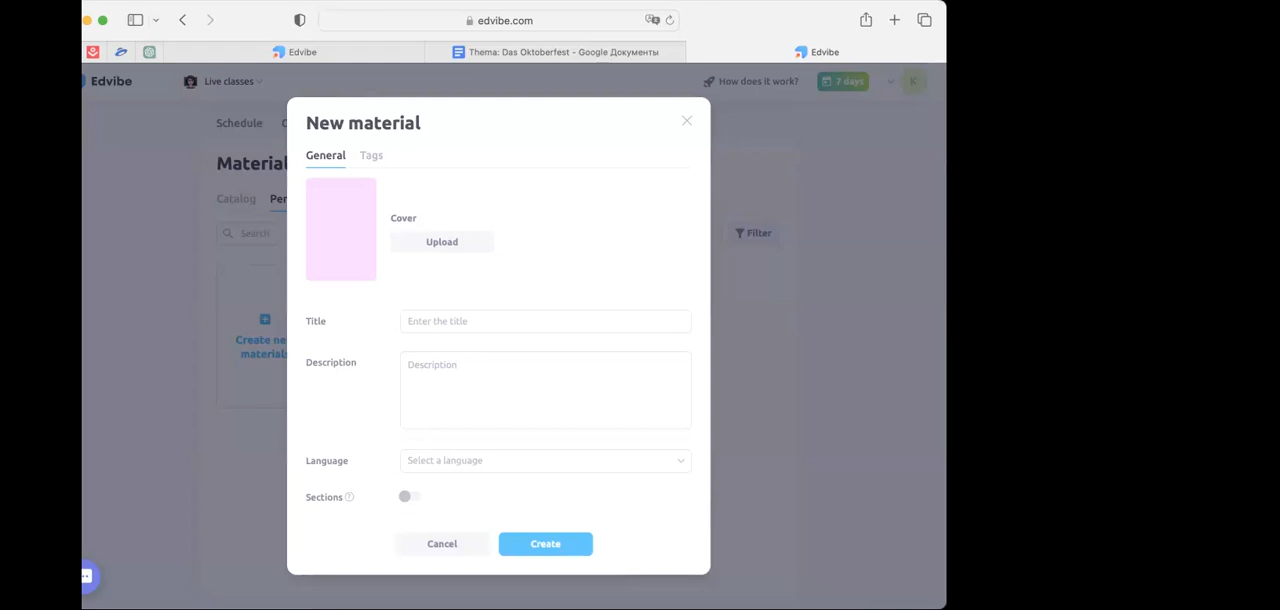 edvibe.com
Edvibe
Thema: Das Oktoberfest - Google Документы
Edvibe
Edvibe
Live classes
How does it work?
7 days
K
Schedule
New material
Material
General
Tags
Catalog
Cover
Search
Upload
Filter
Title
Enter the title
Create
materials
Description
Description
Language
Select a language
Sections
Cancel
Create